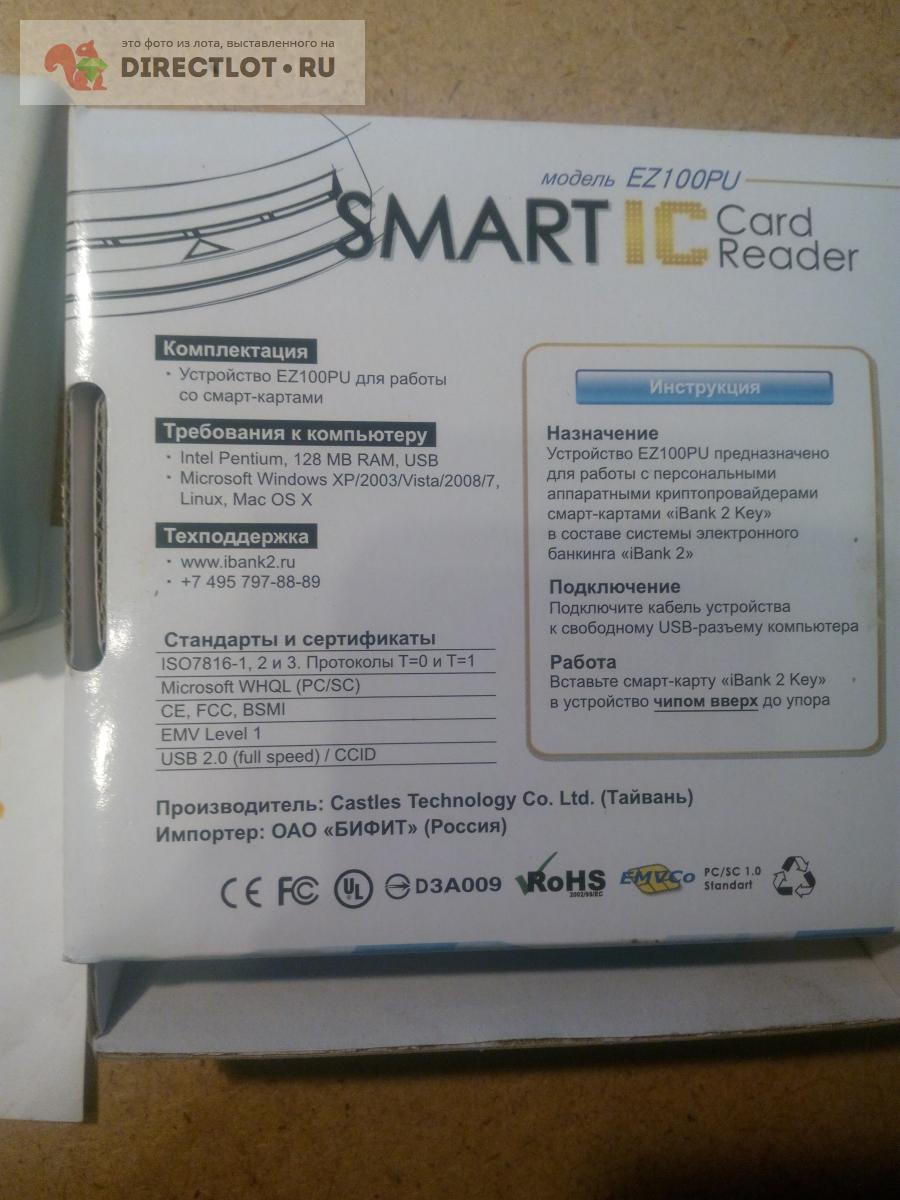 это фото из лота, выставленного на
DIRECTLOT•RU
модель EZ100PU
SMART IC Card Reader
Комплектация
· Устройство EZ100PU для работы
со смарт-картами
Требования к компьютеру
· Intel Pentium, 128 MB RAM, USB
· Microsoft Windows XP/2003/Vista/2008/7,
Linux, Mac OS X
Техподдержка
· www.ibank2.ru
· +7 495 797-88-89
Стандарты и сертификаты
ISO7816-1, 2 и 3. Протоколы T=0 и T=1
Microsoft WHQL (PC/SC)
CE, FCC, BSMI
EMV Level 1
USB 2.0 (full speed) / CCID
Инструкция
Назначение
Устройство EZ100PU предназначено
для работы с персональными
аппаратными криптопровайдерами
смарт-картами «iBank 2 Key»
в составе системы электронного
банкинга «iBank 2»
Подключение
Подключите кабель устройства
к свободному USB-разъему компьютера
Работа
Вставьте смарт-карту «iBank 2 Key»
в устройство чипом вверх до упора
Производитель: Castles Technology Co. Ltd. (Тайвань)
Импортер: ОАО «БИФИТ» (Россия)
CE FC UL D3A009 RoHS EMVCo PC/SC 1.0
2002/95/EC Standart